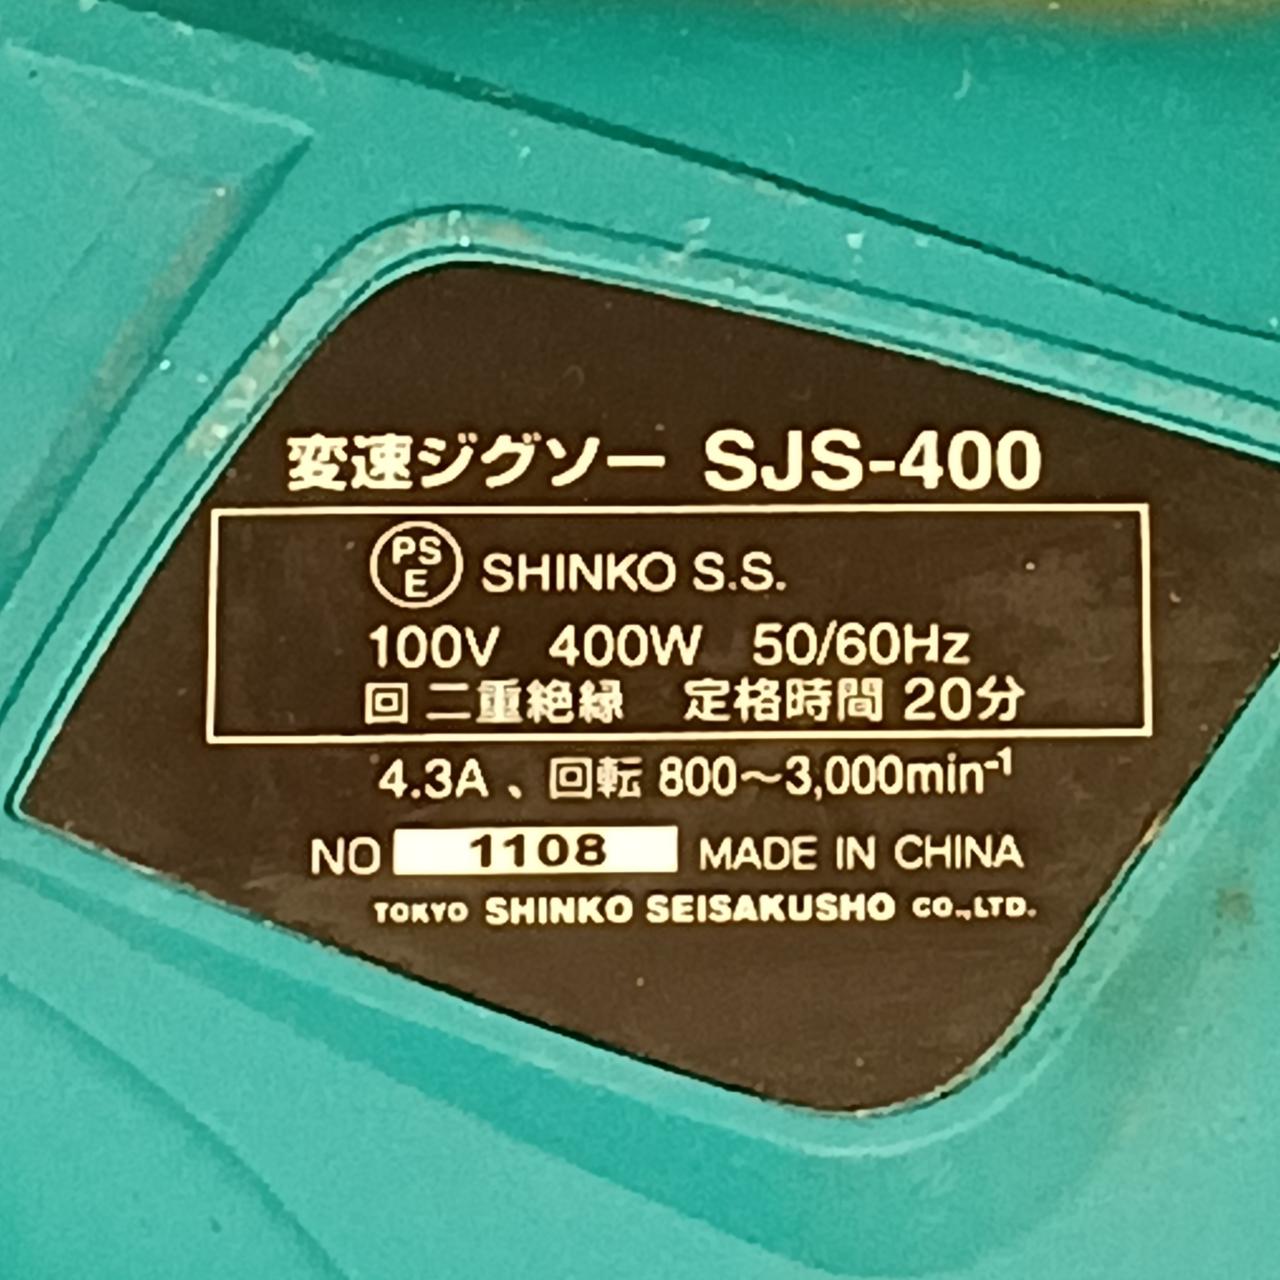 変速ジグソー SJS-400
PSE SHINKO S.S.
100V 400W 50/60Hz
回 二重絶縁 定格時間 20分
4.3A、回転 800～3,000min⁻¹
NO 1108 MADE IN CHINA
TOKYO SHINKO SEISAKUSHO CO.,LTD.